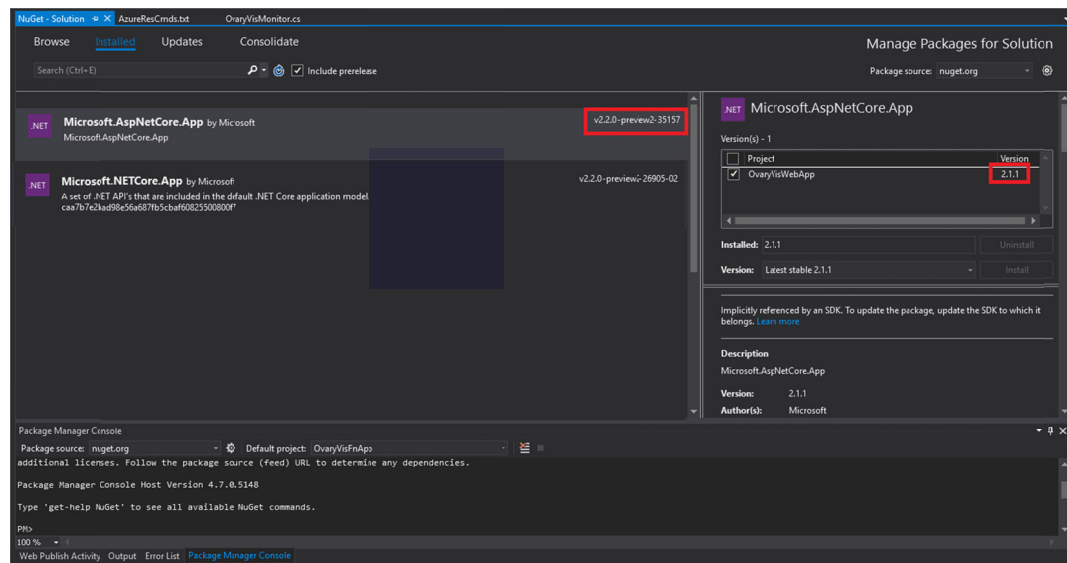 NuGet - Solution AzureResCmds.txt OvaryVisMonitor.cs
Browse Installed Updates Consolidate
Manage Packages for Solution
Search (Ctrl+E) Include prerelease
Package source: nuget.org
.NET Microsoft.AspNetCore.App by Microsoft v2.2.0-preview2-35157
Microsoft.AspNetCore.App
.NET Microsoft.NETCore.App by Microsoft v2.2.0-preview2-26905-02
A set of .NET API's that are included in the default .NET Core application model.
caa7b7e2bad98e56a687fb5cbaf60825500800f7
.NET Microsoft.AspNetCore.App
Version(s) - 1
Project Version
OvaryVisWebApp 2.1.1
Installed: 2.1.1 Uninstall
Version: Latest stable 2.1.1 Install
Implicitly referenced by an SDK. To update the package, update the SDK to which it
belongs. Learn more
Description
Microsoft.AspNetCore.App
Version: 2.1.1
Author(s): Microsoft
Package Manager Console
Package source: nuget.org Default project: OvaryVisFnApp
additional licenses. Follow the package source (feed) URL to determine any dependencies.
Package Manager Console Host Version 4.7.0.5148
Type 'get-help NuGet' to see all available NuGet commands.
PM>
100 %
Web Publish Activity Output Error List Package Manager Console